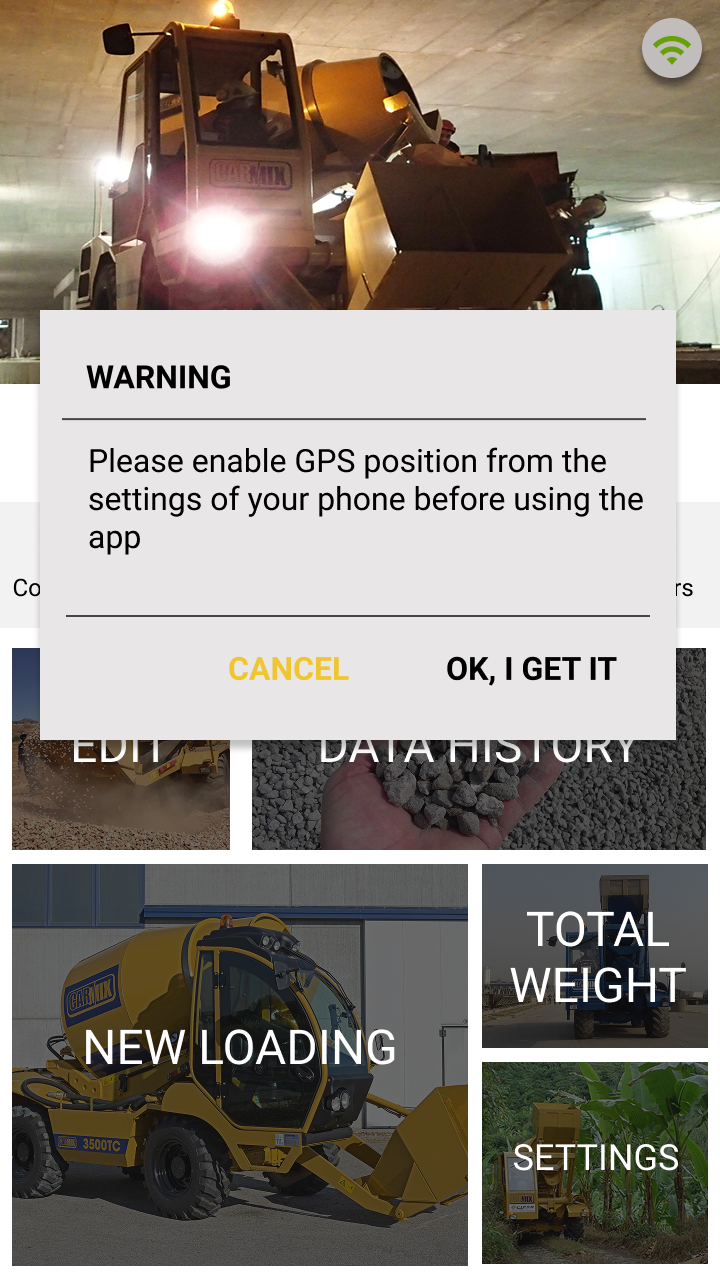 CARMIX
WARNING
Please enable GPS position from the
settings of your phone before using the
app
Co
rs
CANCEL
OK, I GET IT
EDIT
DATA HISTORY
CARMIX
3500TC
NEW LOADING
TOTAL
WEIGHT
SETTINGS